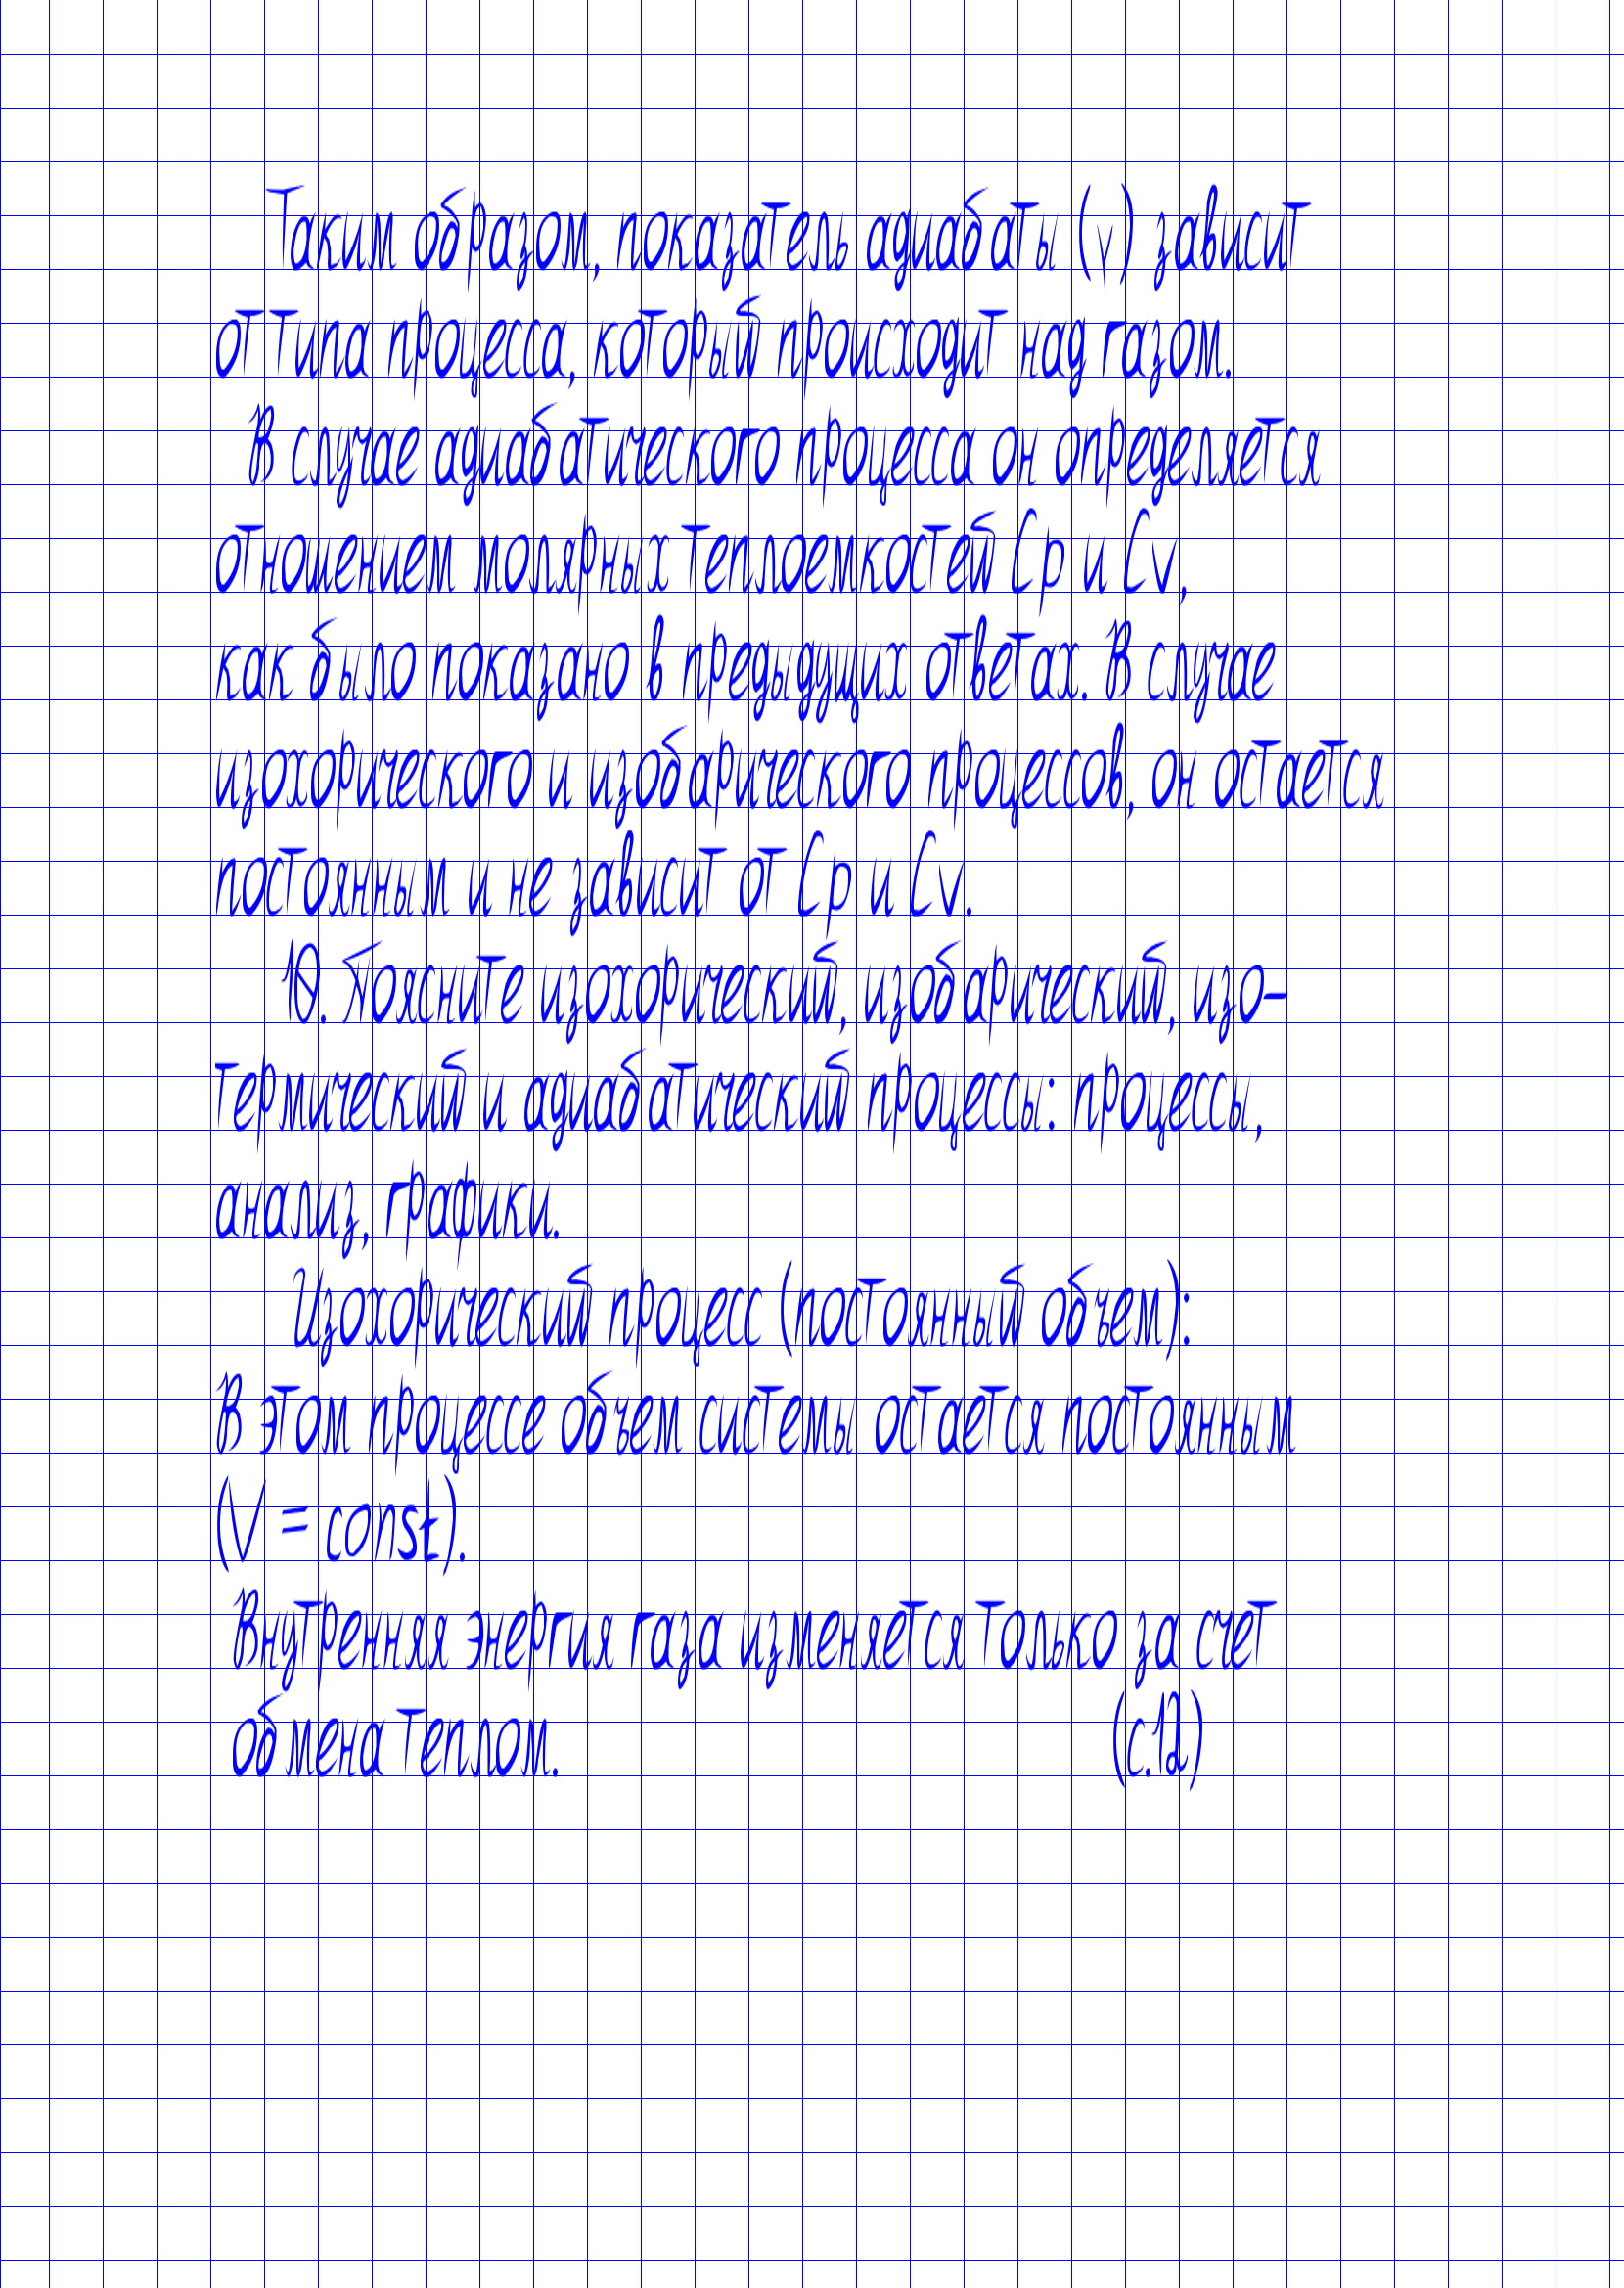 Таким образом, показатель адиабаты (γ) зависит
от типа процесса, который происходит над газом.
В случае адиабатического процесса он определяется
отношением молярных теплоемкостей Cp и Cv,
как было показано в предыдущих ответах. В случае
изохорического и изобарического процессов, он остается
постоянным и не зависит от Cp и Cv.
10. Поясните изохорический, изобарический, изо-
термический и адиабатический процессы: процессы,
анализ, графики.
Изохорический процесс (постоянный объем):
В этом процессе объем системы остается постоянным
(V = const).
Внутренняя энергия газа изменяется только за счет
обмена теплом. (с.12)